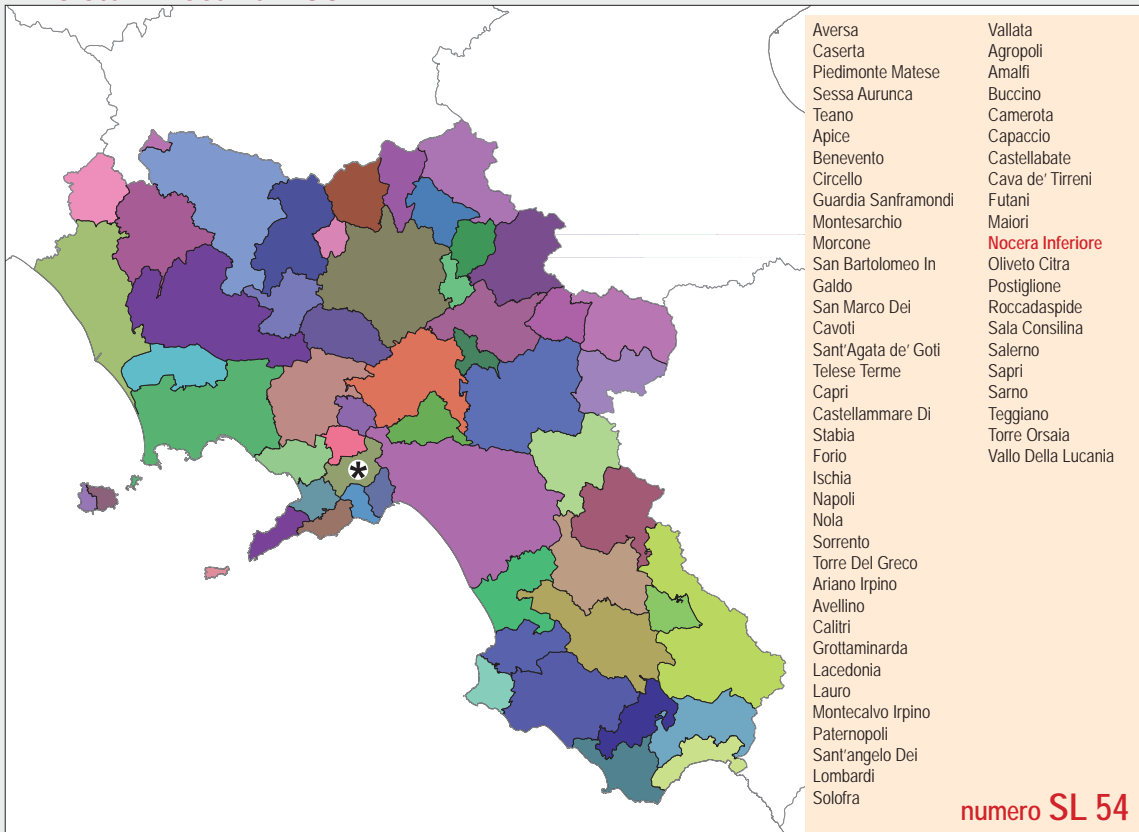 Aversa
Caserta
Piedimonte Matese
Sessa Aurunca
Teano
Apice
Benevento
Circello
Guardia Sanframondi
Montesarchio
Morcone
San Bartolomeo In
Galdo
San Marco Dei
Cavoti
Sant'Agata de' Goti
Telese Terme
Capri
Castellammare Di
Stabia
Forio
Ischia
Napoli
Nola
Sorrento
Torre Del Greco
Ariano Irpino
Avellino
Calitri
Grottaminarda
Lacedonia
Lauro
Montecalvo Irpino
Paternopoli
Sant'angelo Dei
Lombardi
Solofra
Vallata
Agropoli
Amalfi
Buccino
Camerota
Capaccio
Castellabate
Cava de' Tirreni
Futani
Maiori
Nocera Inferiore
Oliveto Citra
Postiglione
Roccadaspide
Sala Consilina
Salerno
Sapri
Sarno
Teggiano
Torre Orsaia
Vallo Della Lucania
*
numero SL 54